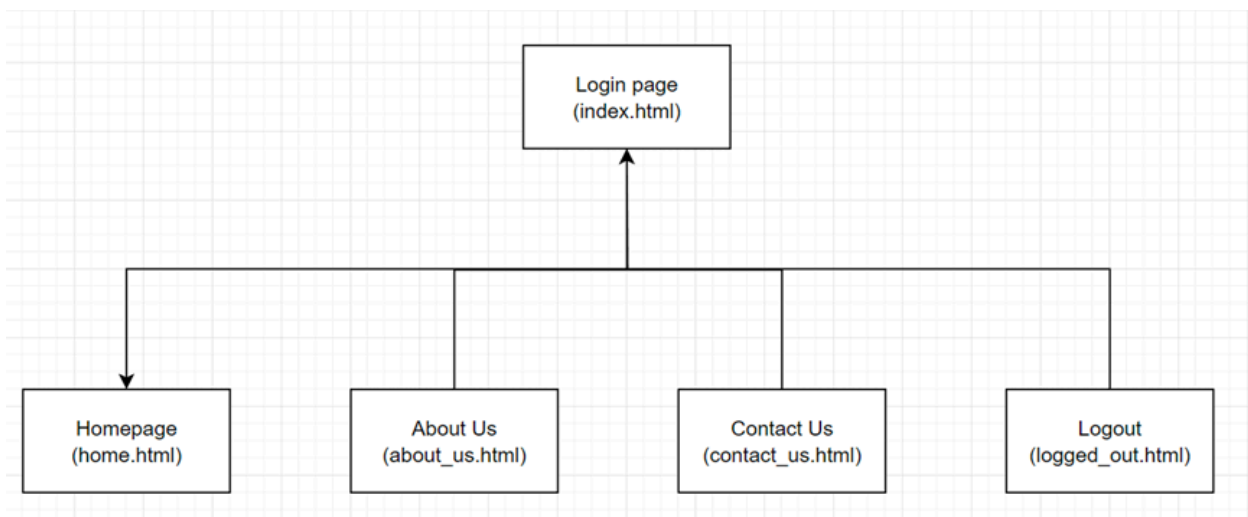 Login page
(index.html)
Homepage
(home.html)
About Us
(about_us.html)
Contact Us
(contact_us.html)
Logout
(logged_out.html)